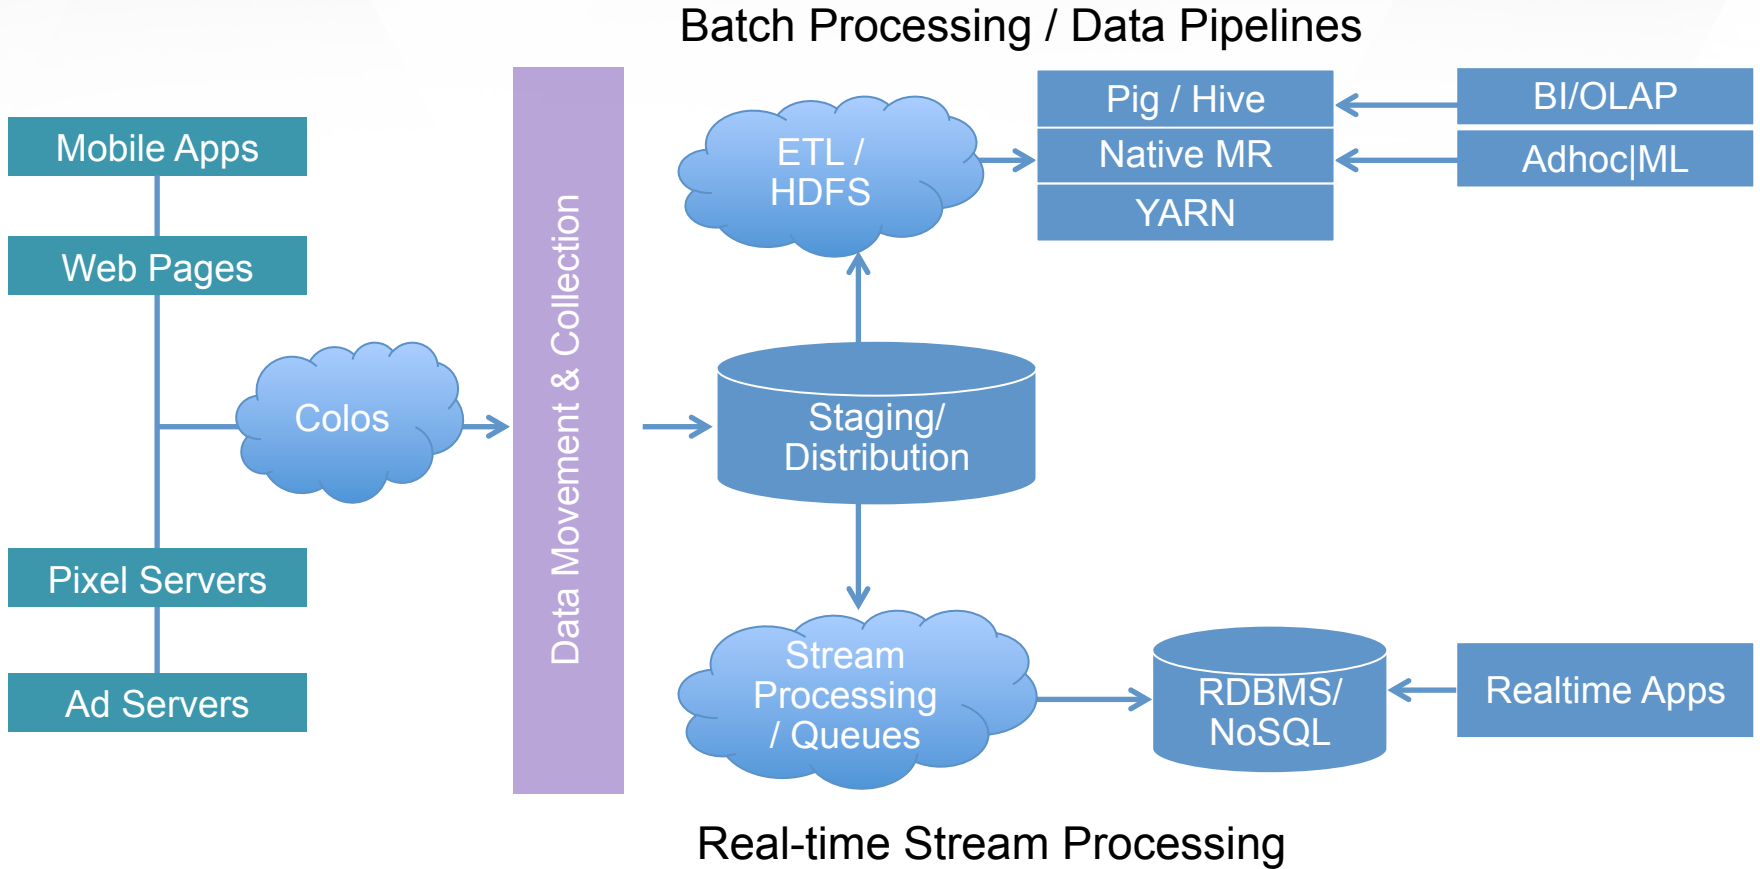 Batch Processing / Data Pipelines
Mobile Apps
Web Pages
Pixel Servers
Ad Servers
Colos
Data Movement & Collection
ETL /
HDFS
Pig / Hive
Native MR
YARN
BI/OLAP
Adhoc|ML
Staging/
Distribution
Stream
Processing
/ Queues
RDBMS/
NoSQL
Realtime Apps
Real-time Stream Processing